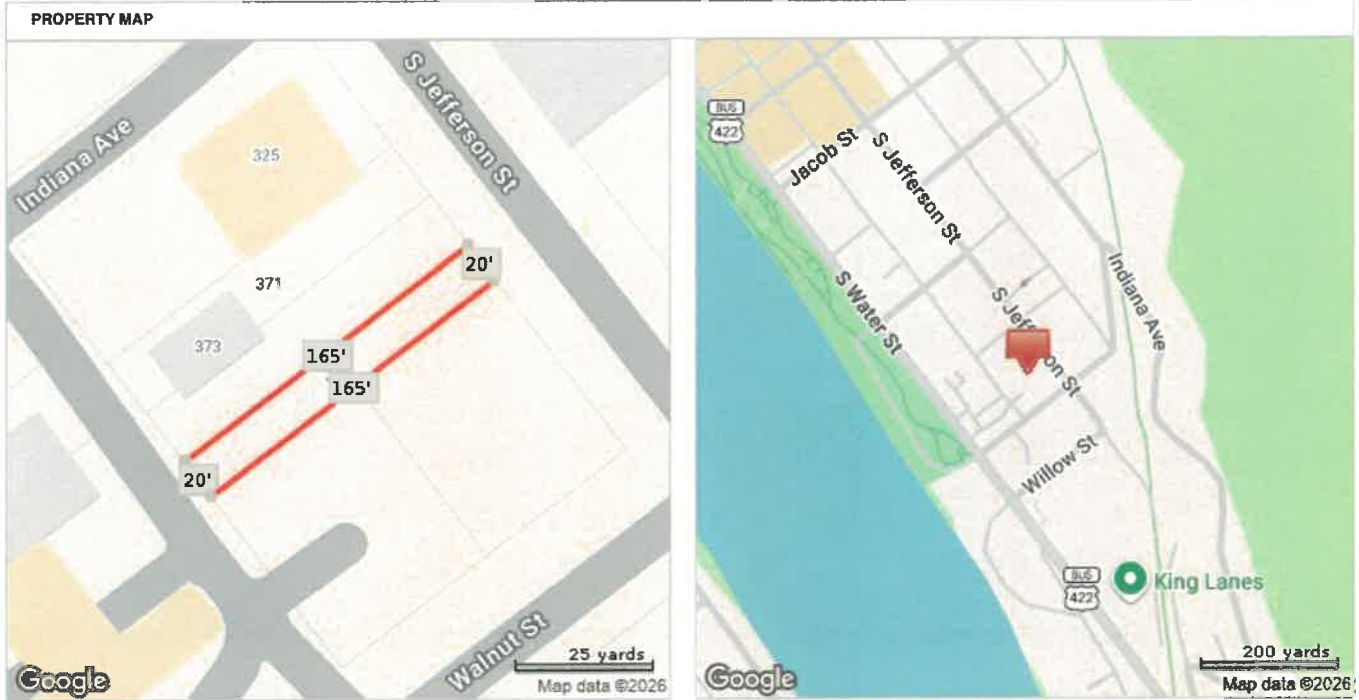 PROPERTY MAP
S Jefferson St
Indiana Ave
325
20'
371
373
165'
165'
20'
Walnut St
25 yards
Google
Map data ©2026
BUS
422
Jacob St
S Jefferson St
S Water St
Indiana Ave
S Jefferson St
Willow St
BUS
422
King Lanes
200 yards
Google
Map data ©2026